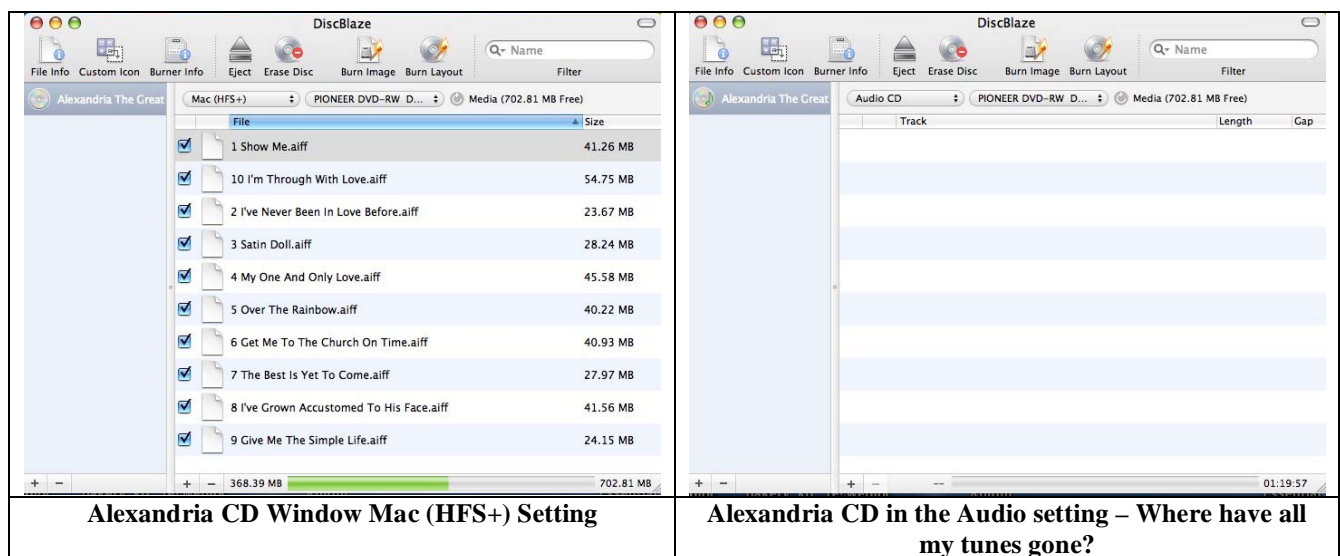 DiscBlaze
File Info Custom Icon Burner Info Eject Erase Disc Burn Image Burn Layout Filter
Name
Alexandria The Great
Mac (HFS+) PIONEER DVD-RW D... Media (702.81 MB Free)
File Size
1 Show Me.aiff 41.26 MB
10 I'm Through With Love.aiff 54.75 MB
2 I've Never Been In Love Before.aiff 23.67 MB
3 Satin Doll.aiff 28.24 MB
4 My One And Only Love.aiff 45.58 MB
5 Over The Rainbow.aiff 40.22 MB
6 Get Me To The Church On Time.aiff 40.93 MB
7 The Best Is Yet To Come.aiff 27.97 MB
8 I've Grown Accustomed To His Face.aiff 41.56 MB
9 Give Me The Simple Life.aiff 24.15 MB
+ - + - 368.39 MB 702.81 MB
Alexandria CD Window Mac (HFS+) Setting
DiscBlaze
File Info Custom Icon Burner Info Eject Erase Disc Burn Image Burn Layout Filter
Name
Alexandria The Great
Audio CD PIONEER DVD-RW D... Media (702.81 MB Free)
Track Length Gap
+ - + - -- 01:19:57
Alexandria CD in the Audio setting – Where have all
my tunes gone?